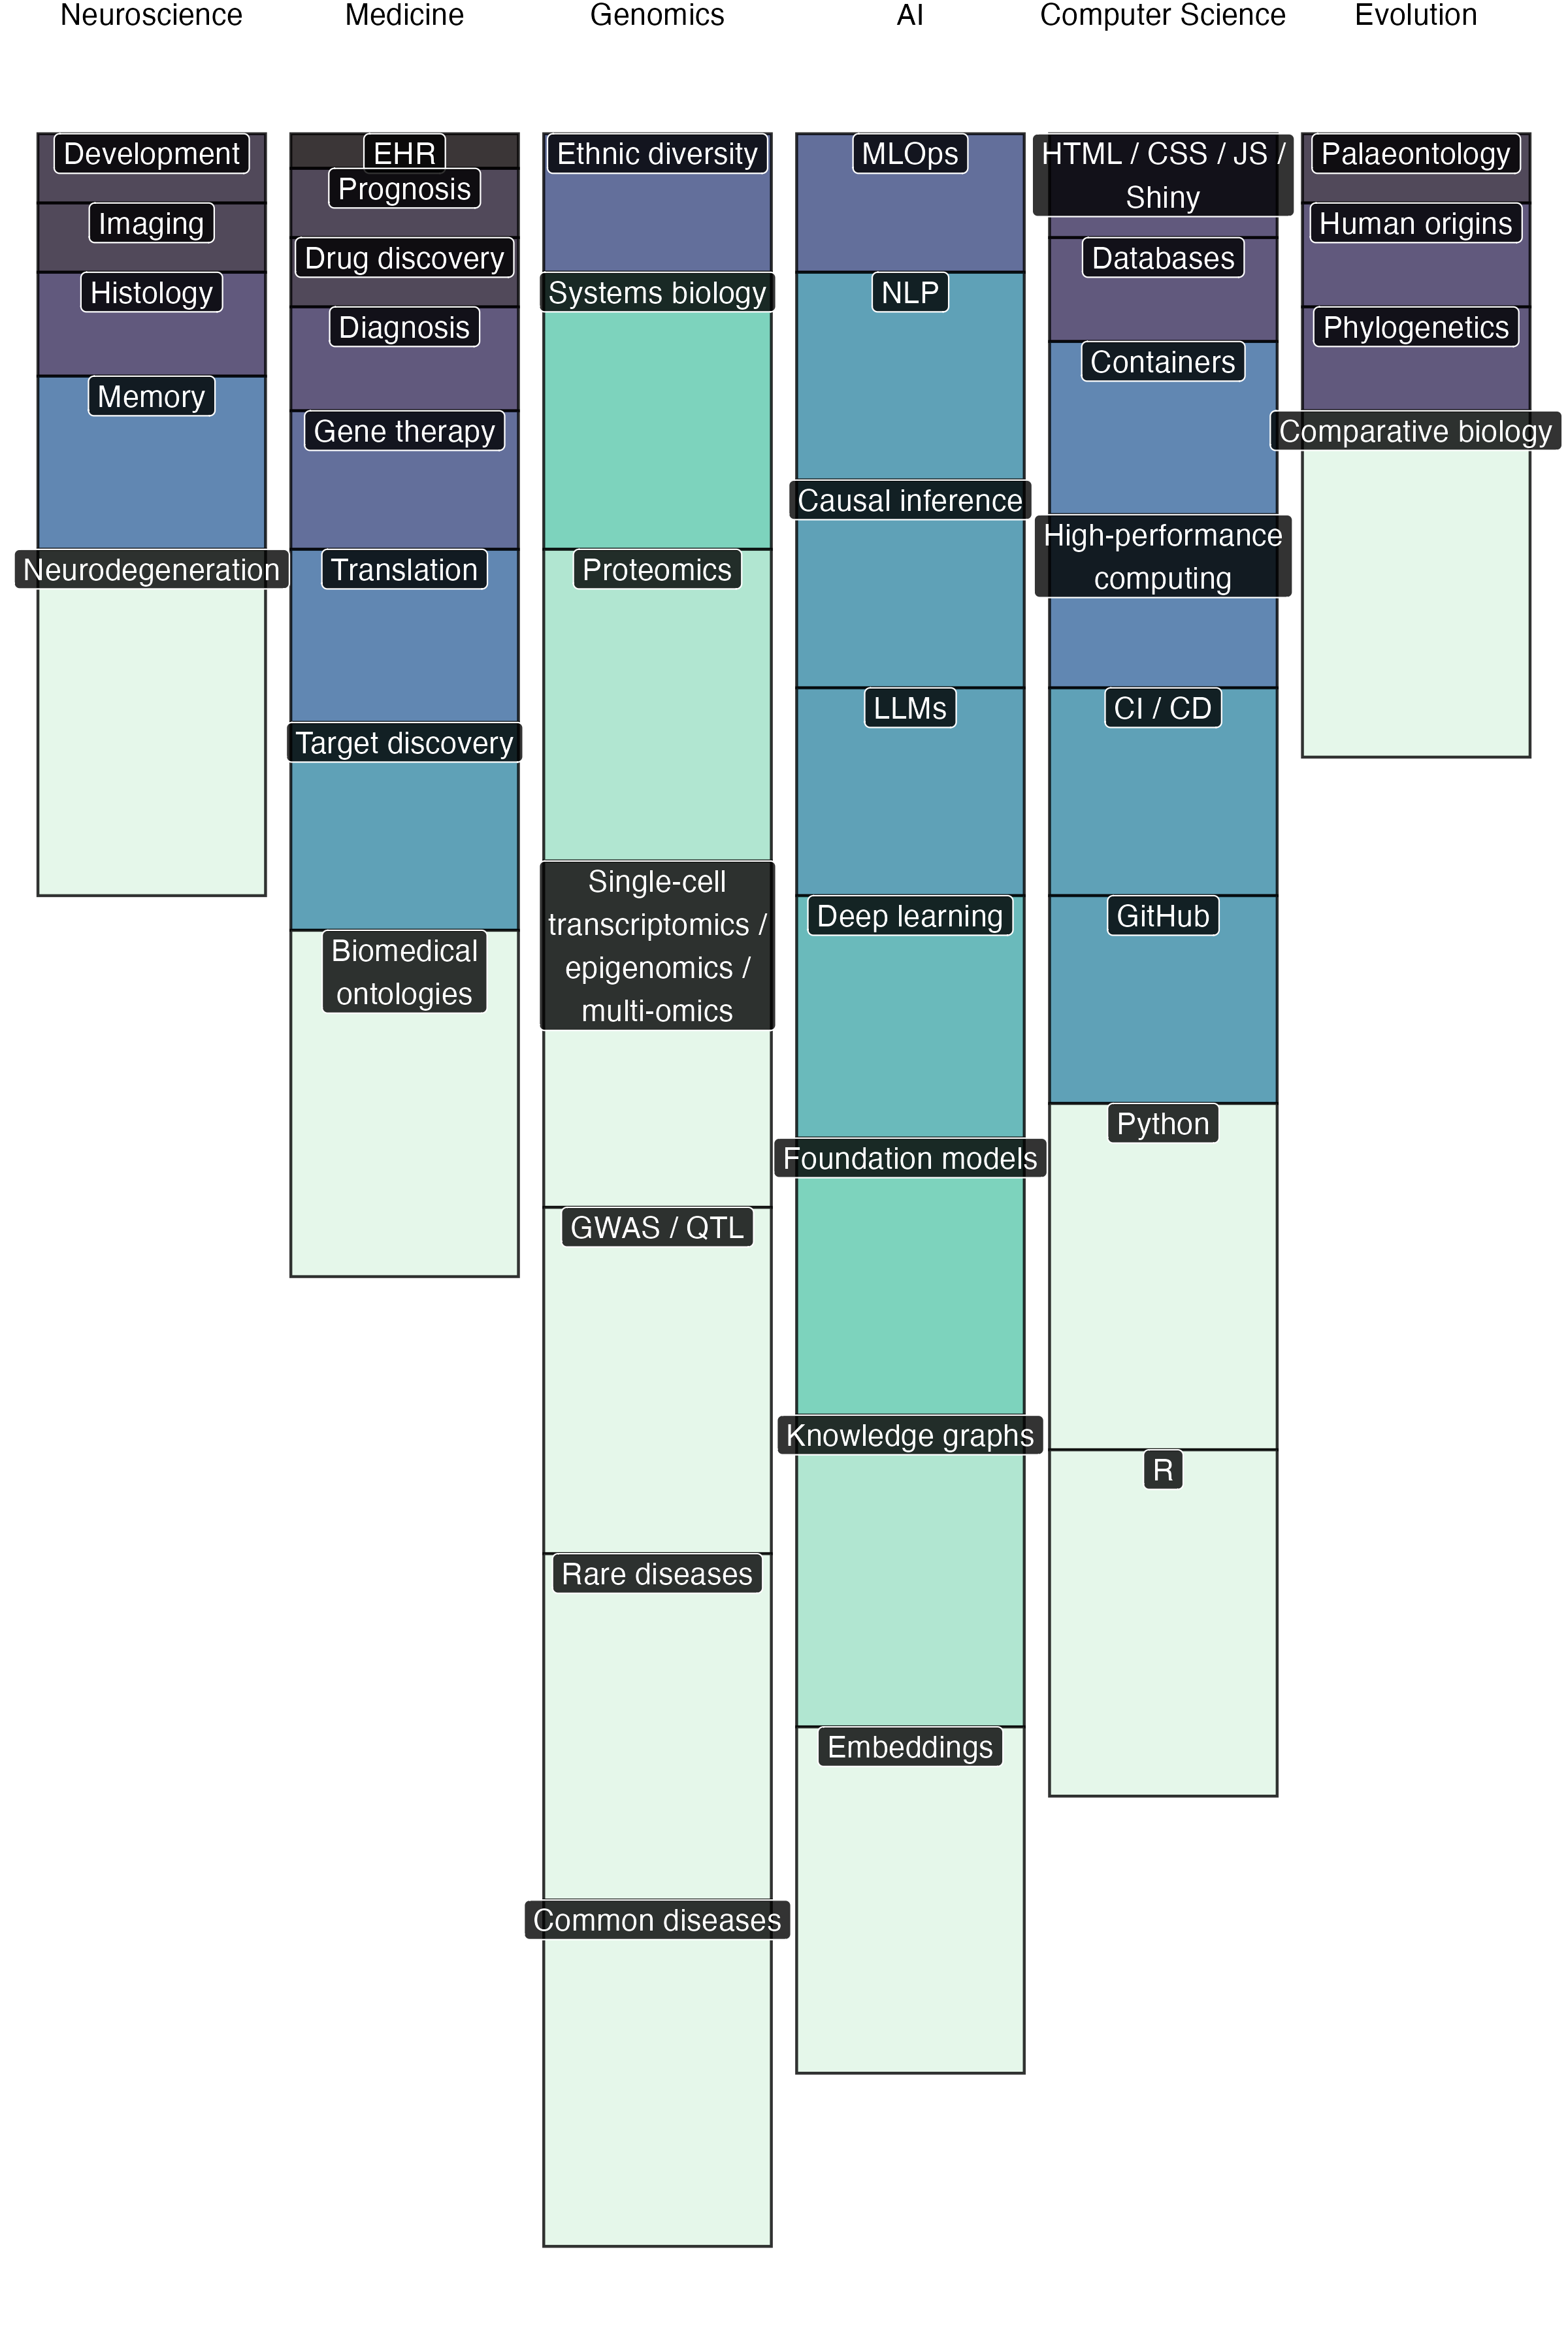 Neuroscience
Medicine
Genomics
AI
Computer Science
Evolution
Development
Imaging
Histology
Memory
Neurodegeneration
EHR
Prognosis
Drug discovery
Diagnosis
Gene therapy
Translation
Target discovery
Biomedical
ontologies
Ethnic diversity
Systems biology
Proteomics
Single-cell
transcriptomics /
epigenomics /
multi-omics
GWAS / QTL
Rare diseases
Common diseases
MLOps
NLP
Causal inference
LLMs
Deep learning
Foundation models
Knowledge graphs
Embeddings
HTML / CSS / JS /
Shiny
Databases
Containers
High-performance
computing
CI / CD
GitHub
Python
R
Palaeontology
Human origins
Phylogenetics
Comparative biology